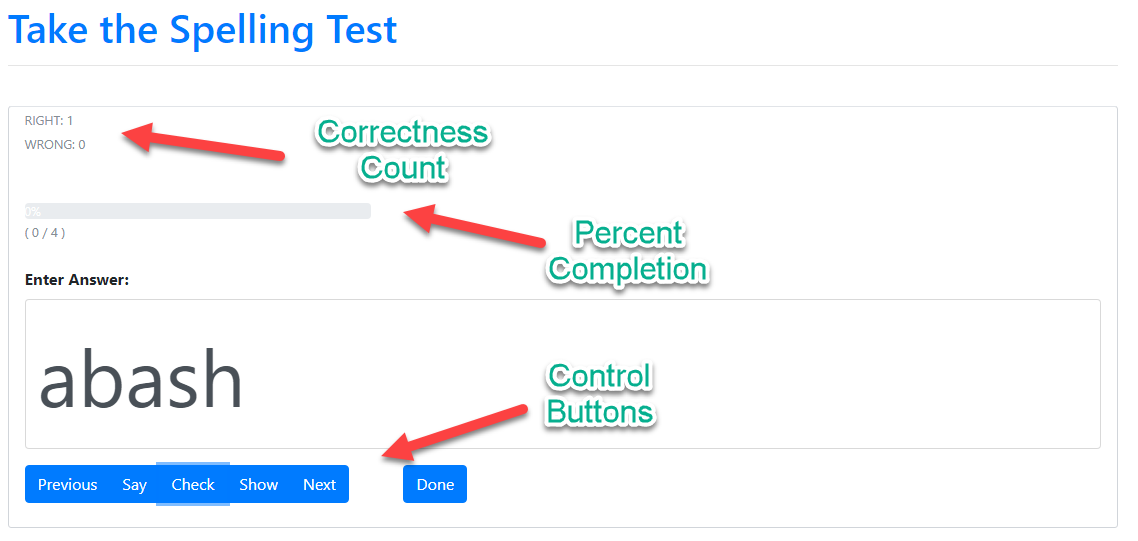 Take the Spelling Test
RIGHT: 1
WRONG: 0
Correctness
Count
0%
( 0 / 4 )
Percent
Completion
Enter Answer:
abash
Control
Buttons
Previous Say Check Show Next Done